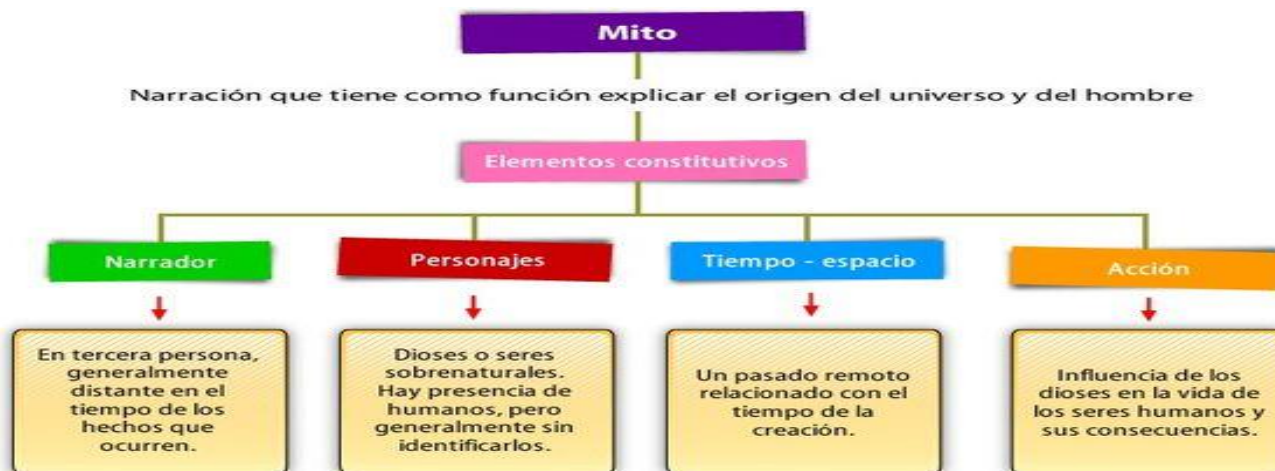 Mito
Narración que tiene como función explicar el origen del universo y del hombre
Elementos constitutivos
Narrador
Personajes
Tiempo - espacio
Acción
En tercera persona,
generalmente
distante en el
tiempo de los
hechos que
ocurren.
Dioses o seres
sobrenaturales.
Hay presencia de
humanos, pero
generalmente sin
identificarlos.
Un pasado remoto
relacionado con el
tiempo de la
creación.
Influencia de los
dioses en la vida de
los seres humanos y
sus consecuencias.